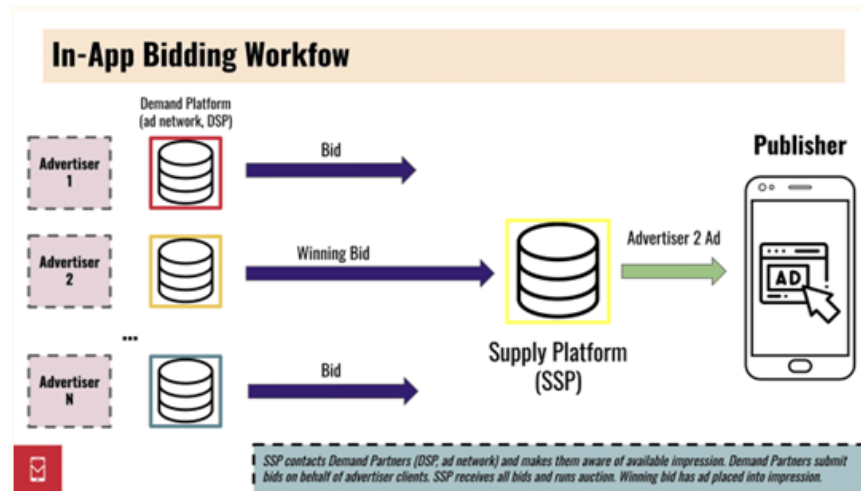 In-App Bidding Workfow
Demand Platform
(ad network, DSP)
Advertiser
1
Bid
Publisher
Advertiser
2
Winning Bid
Advertiser 2 Ad
AD
...
Supply Platform
(SSP)
Advertiser
N
Bid
SSP contacts Demand Partners (DSP, ad network) and makes them aware of available impression. Demand Partners submit
bids on behalf of advertiser clients. SSP receives all bids and runs auction. Winning bid has ad placed into impression.